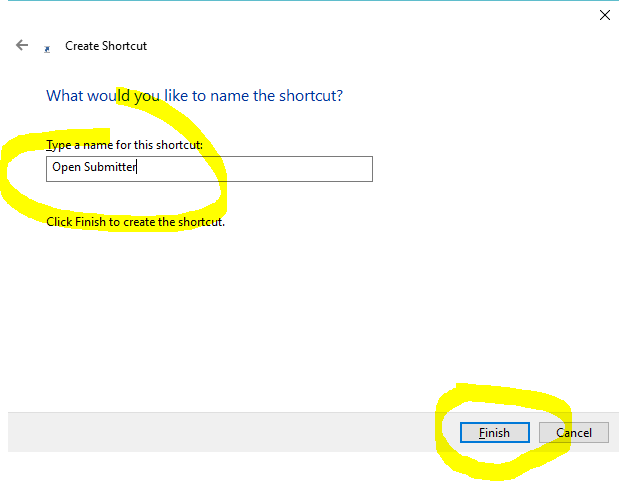 Create Shortcut
What would you like to name the shortcut?
Type a name for this shortcut:
Open Submitter
Click Finish to create the shortcut.
Finish
Cancel